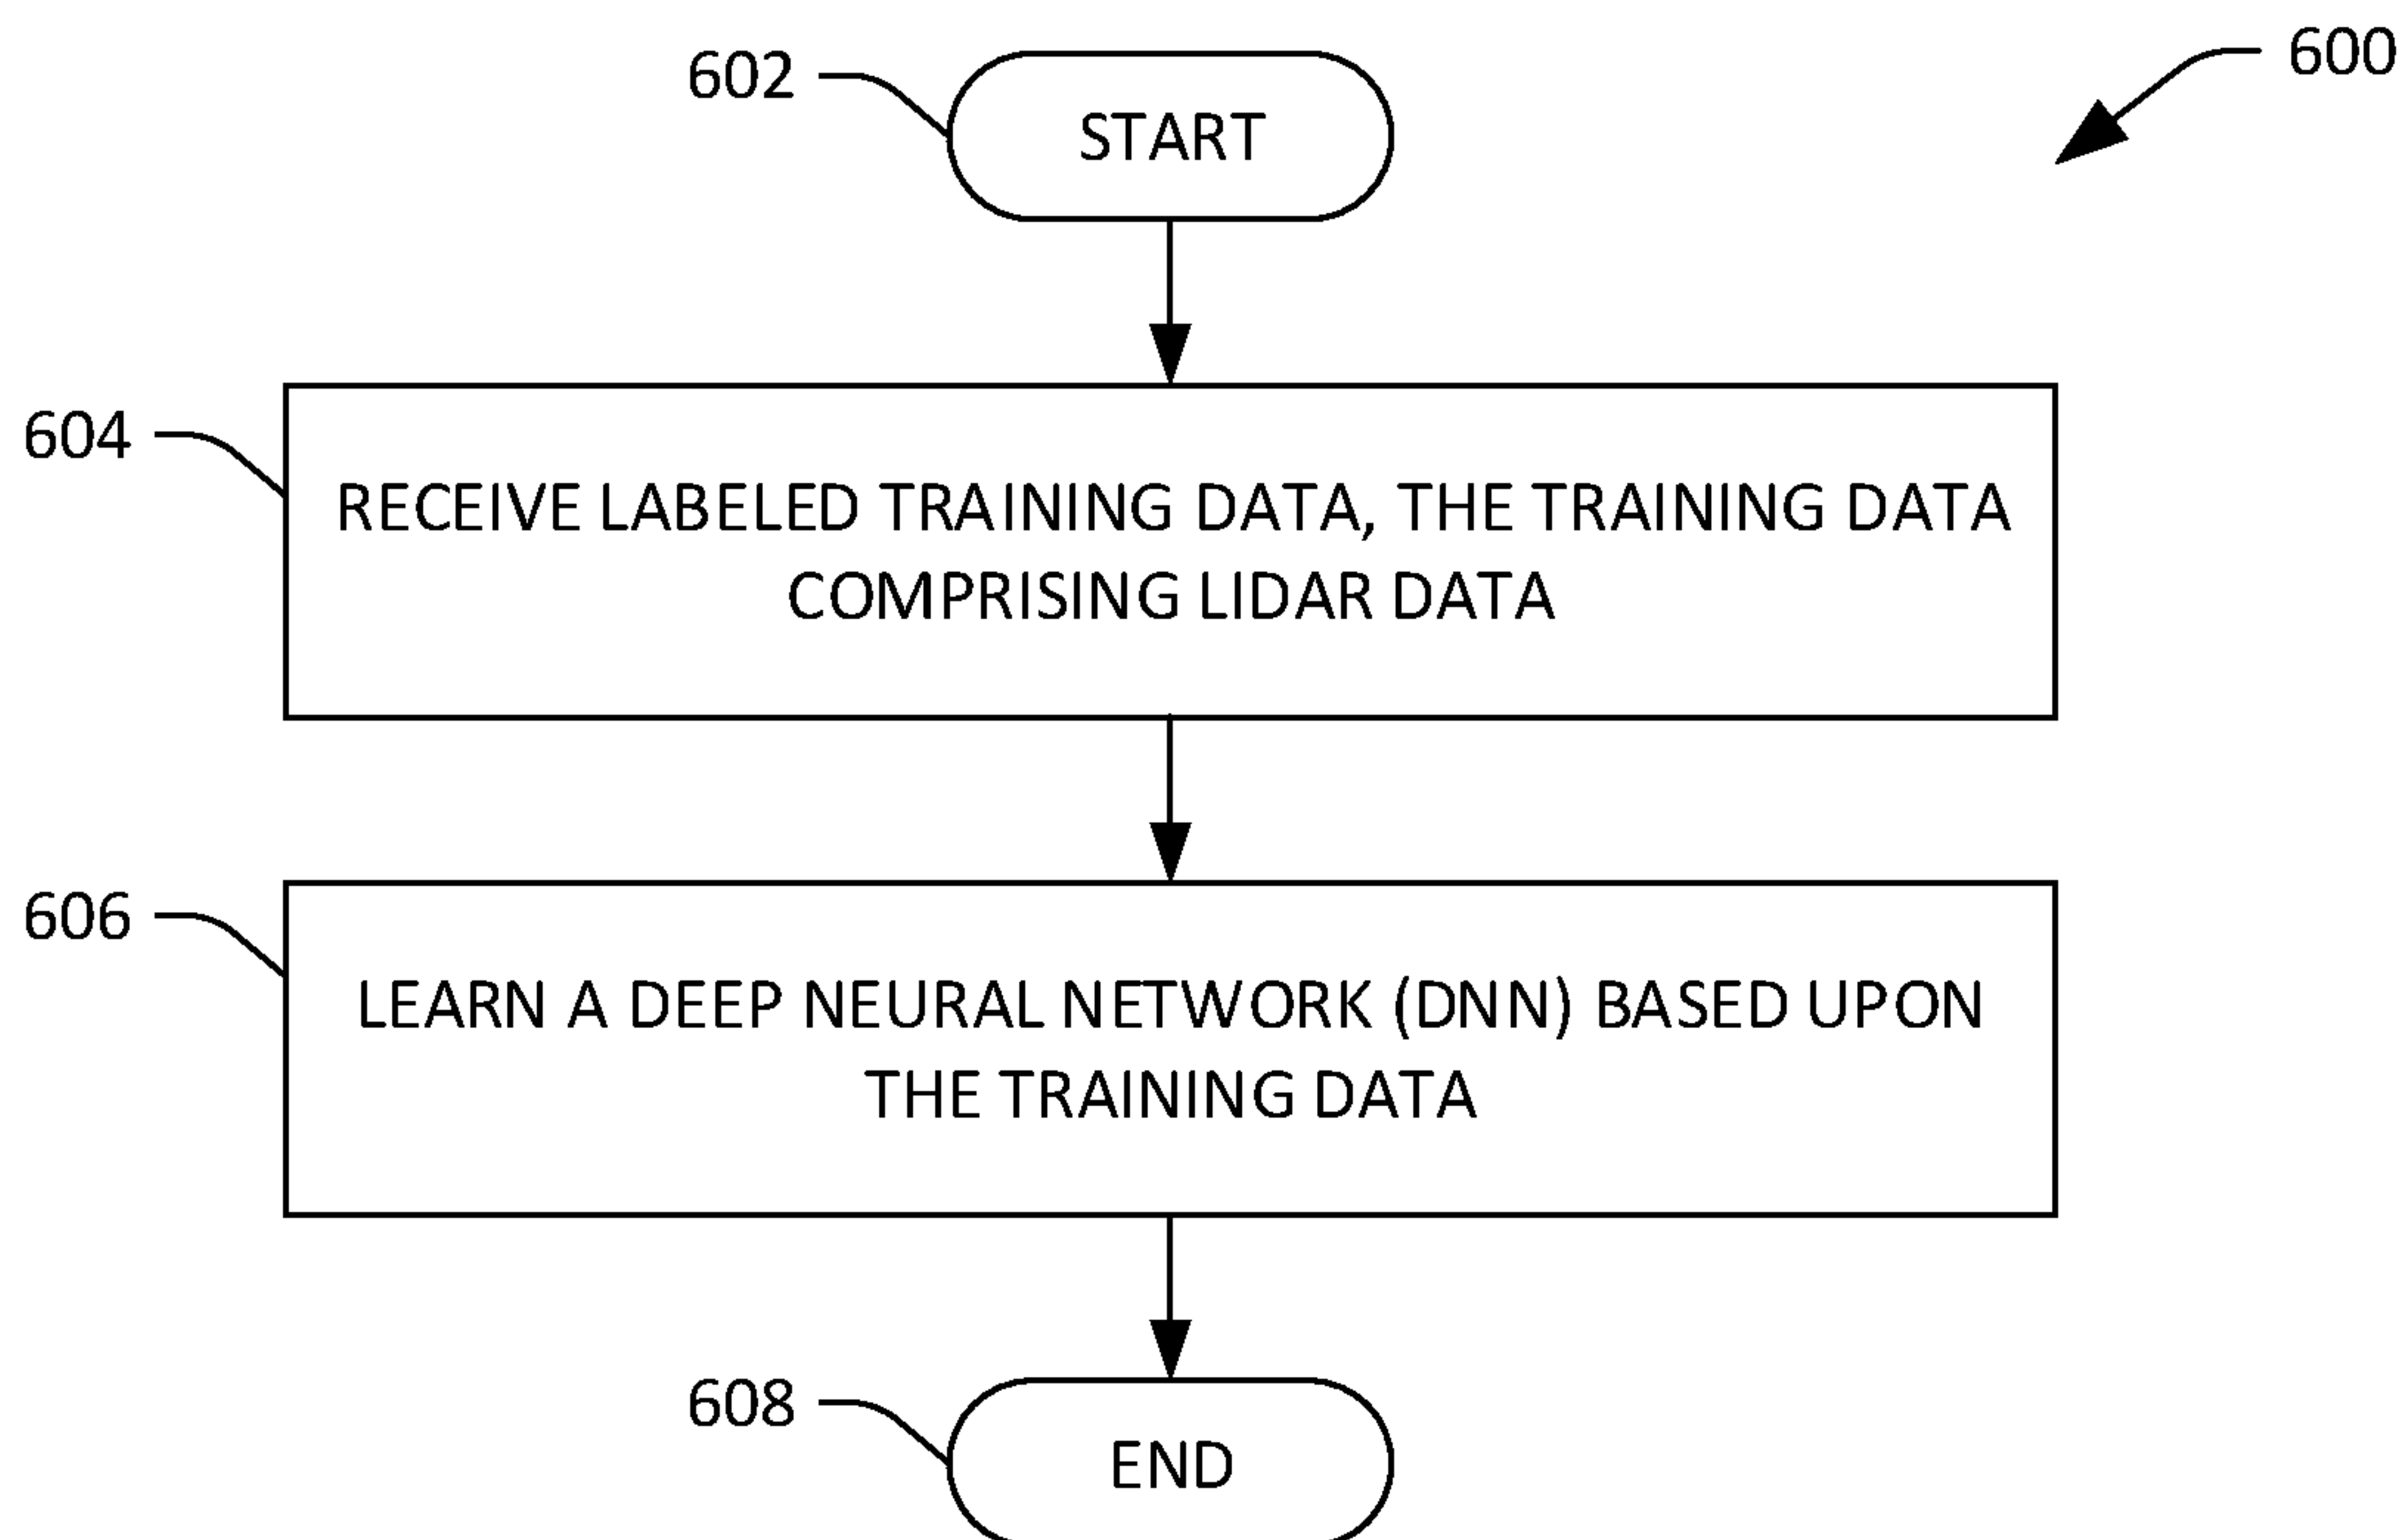 600
602
START
604
RECEIVE LABELED TRAINING DATA, THE TRAINING DATA
COMPRISING LIDAR DATA
606
LEARN A DEEP NEURAL NETWORK (DNN) BASED UPON
THE TRAINING DATA
608
END